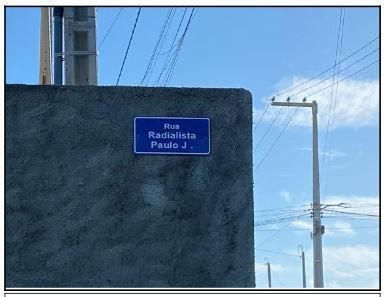 Rua
Radialista
Paulo J .